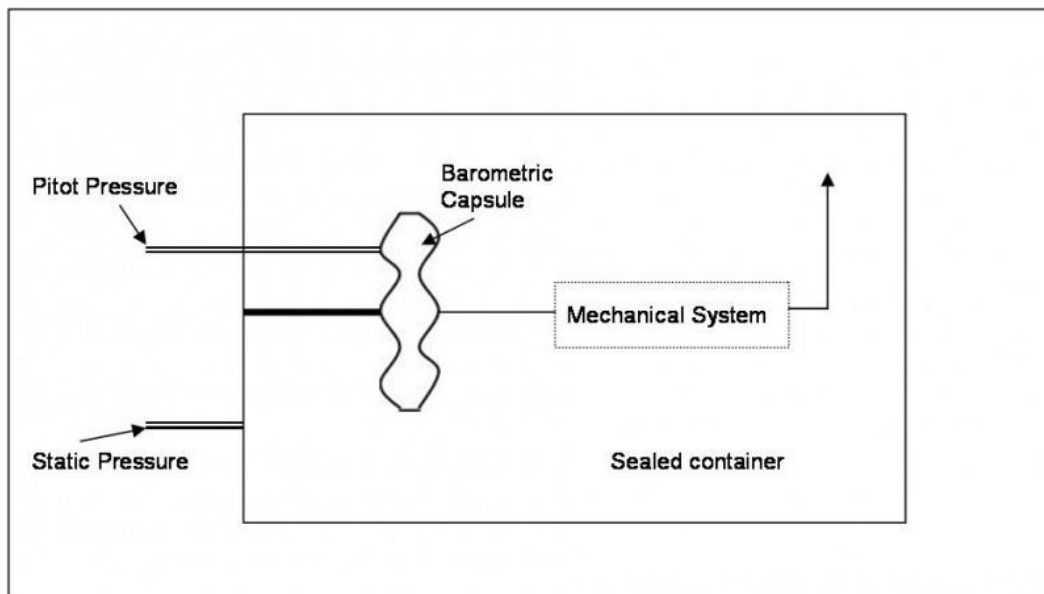 Pitot Pressure
Barometric
Capsule
Mechanical System
Static Pressure
Sealed container